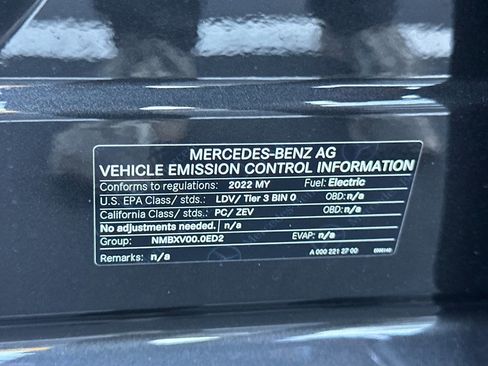 MERCEDES-BENZ AG
VEHICLE EMISSION CONTROL INFORMATION
Conforms to regulations: 2022 MY Fuel: Electric
U.S. EPA Class/ stds.: LDV/ Tier 3 BIN 0 OBD: n/a
California Class/ stds.: PC/ ZEV OBD: n/a
No adjustments needed. n/a
Group: NMBXV00.0ED2 EVAP: n/a
Remarks: n/a A 000 221 27 00